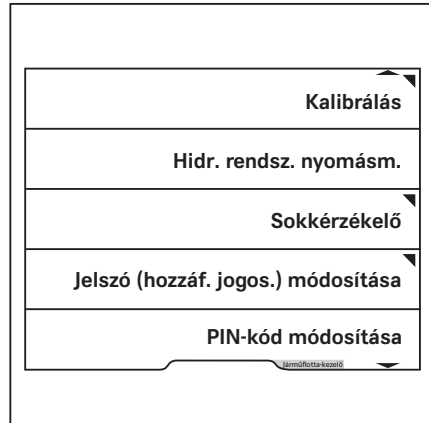 Kalibrálás
Hidr. rendsz. nyomásm.
Sokkérzékelő
Jelszó (hozzáf. jogos.) módosítása
PIN-kód módosítása
Járműflotta-kezelő